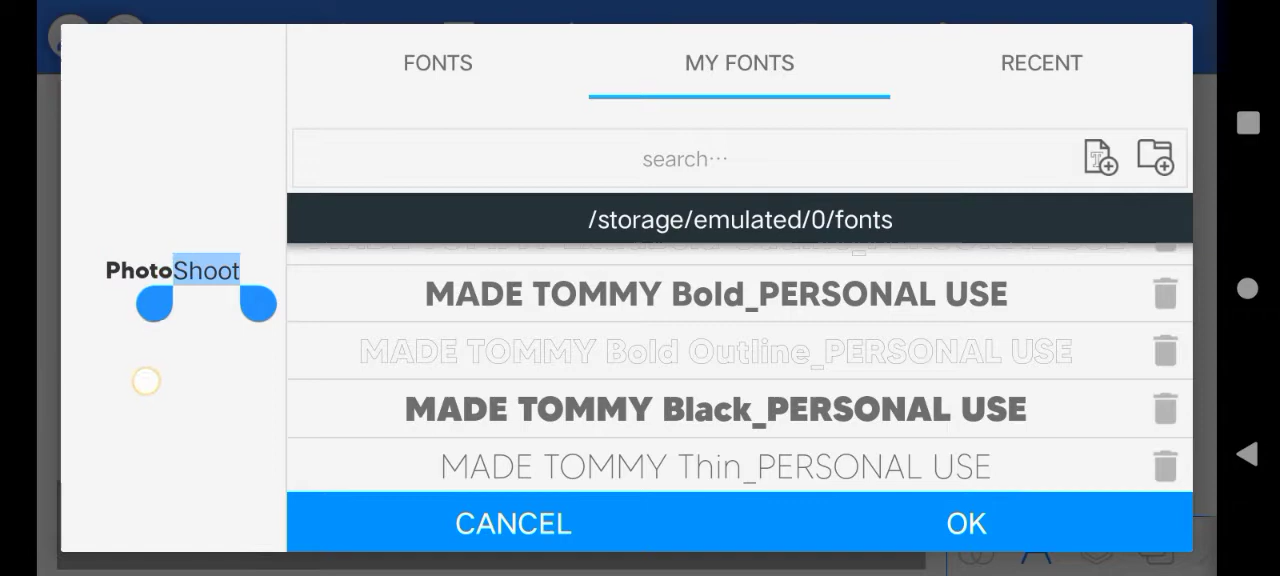 FONTS
MY FONTS
RECENT
search...
/storage/emulated/0/fonts
PhotoShoot
MADE TOMMY Bold_PERSONAL USE
MADE TOMMY Bold Outline_PERSONAL USE
MADE TOMMY Black_PERSONAL USE
MADE TOMMY Thin_PERSONAL USE
CANCEL
OK